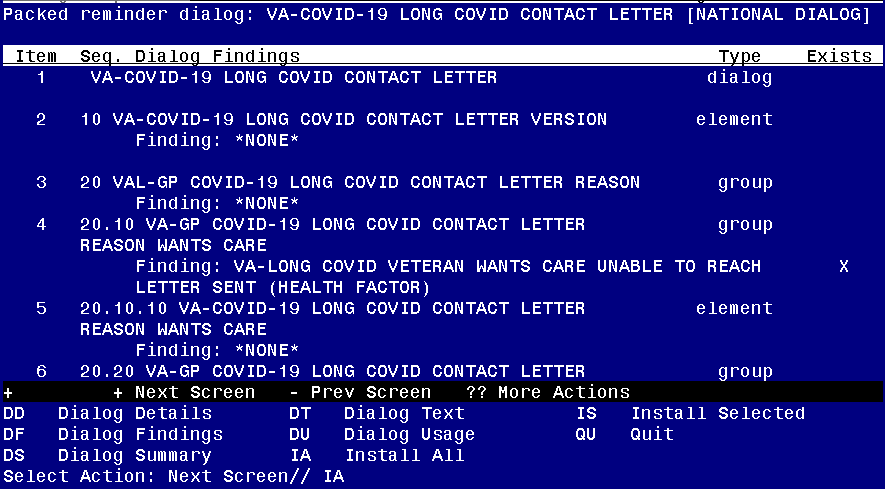 Packed reminder dialog: VA-COVID-19 LONG COVID CONTACT LETTER [NATIONAL DIALOG]
Item Seq. Dialog Findings Type Exists
1 VA-COVID-19 LONG COVID CONTACT LETTER dialog
2 10 VA-COVID-19 LONG COVID CONTACT LETTER VERSION element
Finding: *NONE*
3 20 VAL-GP COVID-19 LONG COVID CONTACT LETTER REASON group
Finding: *NONE*
4 20.10 VA-GP COVID-19 LONG COVID CONTACT LETTER group
REASON WANTS CARE
Finding: VA-LONG COVID VETERAN WANTS CARE UNABLE TO REACH X
LETTER SENT (HEALTH FACTOR)
5 20.10.10 VA-COVID-19 LONG COVID CONTACT LETTER element
REASON WANTS CARE
Finding: *NONE*
6 20.20 VA-GP COVID-19 LONG COVID CONTACT LETTER group
+ + Next Screen - Prev Screen ?? More Actions
DD Dialog Details DT Dialog Text IS Install Selected
DF Dialog Findings DU Dialog Usage QU Quit
DS Dialog Summary IA Install All
Select Action: Next Screen// IA